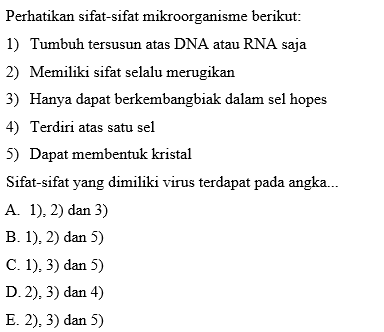 Perhatikan sifat-sifat mikroorganisme berikut:
1) Tumbuh tersusun atas DNA atau RNA saja
2) Memiliki sifat selalu merugikan
3) Hanya dapat berkembangbiak dalam sel hopes
4) Terdiri atas satu sel
5) Dapat membentuk kristal
Sifat-sifat yang dimiliki virus terdapat pada angka...
A. 1), 2) dan 3)
B. 1), 2) dan 5)
C. 1), 3) dan 5)
D. 2), 3) dan 4)
E. 2), 3) dan 5)